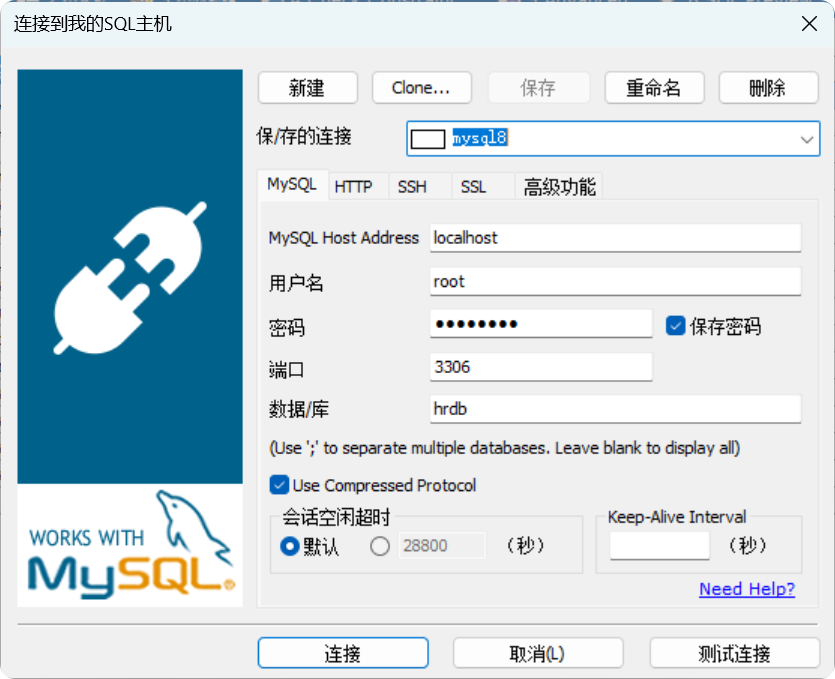 连接到我的SQL主机
新建
Clone...
保存
重命名
删除
保/存的连接
mysql8
MySQL
HTTP
SSH
SSL
高级功能
MySQL Host Address
localhost
用户名
root
密码
●●●●●●●●
保存密码
端口
3306
数据/库
hrdb
(Use ';' to separate multiple databases. Leave blank to display all)
Use Compressed Protocol
会话空闲超时
默认
28800
（秒）
Keep-Alive Interval
（秒）
Need Help?
WORKS WITH
MySQL®
连接
取消(L)
测试连接